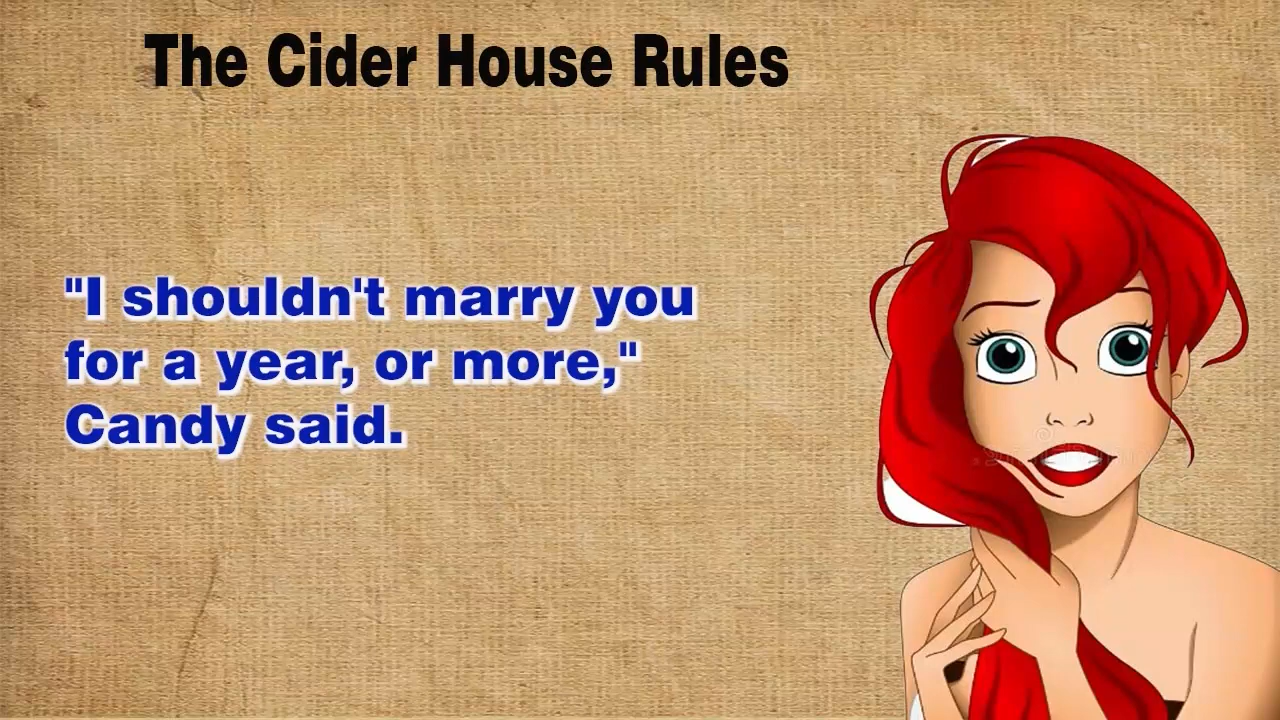 The Cider House Rules
"I shouldn't marry you
for a year, or more,"
Candy said.